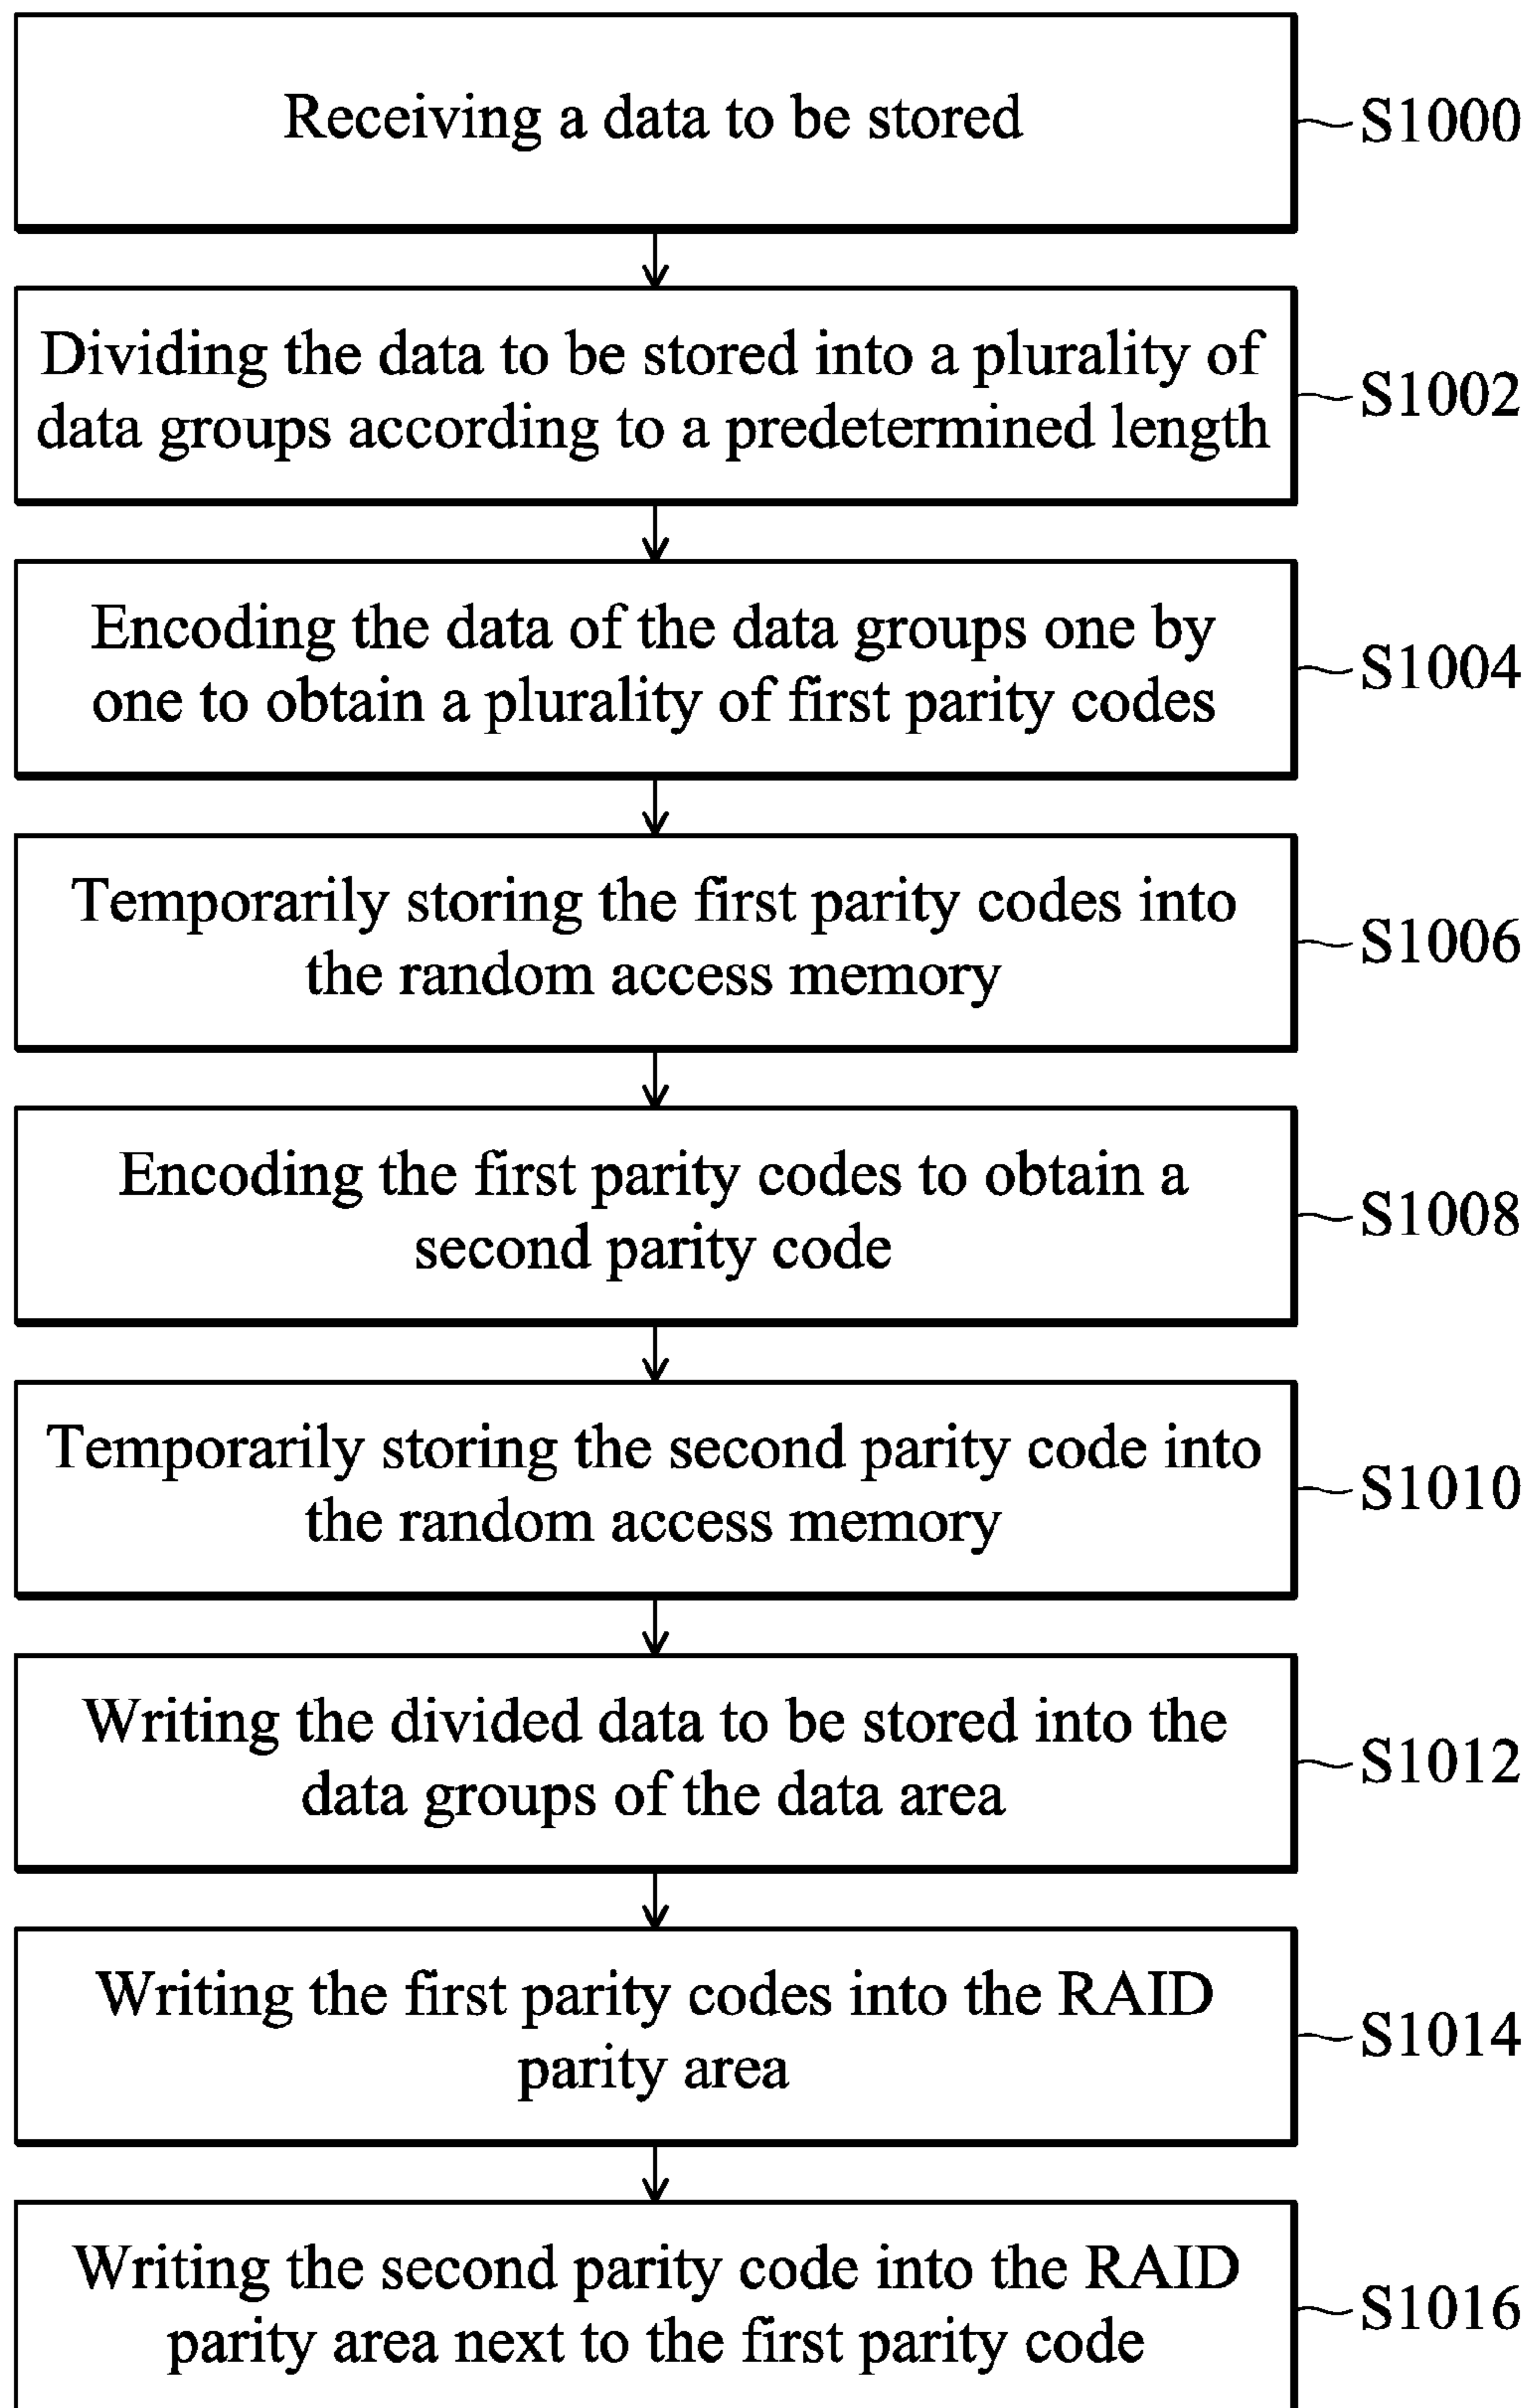 Receiving a data to be stored
S1000
Dividing the data to be stored into a plurality of
data groups according to a predetermined length
S1002
Encoding the data of the data groups one by
one to obtain a plurality of first parity codes
S1004
Temporarily storing the first parity codes into
the random access memory
S1006
Encoding the first parity codes to obtain a
second parity code
S1008
Temporarily storing the second parity code into
the random access memory
S1010
Writing the divided data to be stored into the
data groups of the data area
S1012
Writing the first parity codes into the RAID
parity area
S1014
Writing the second parity code into the RAID
parity area next to the first parity code
S1016